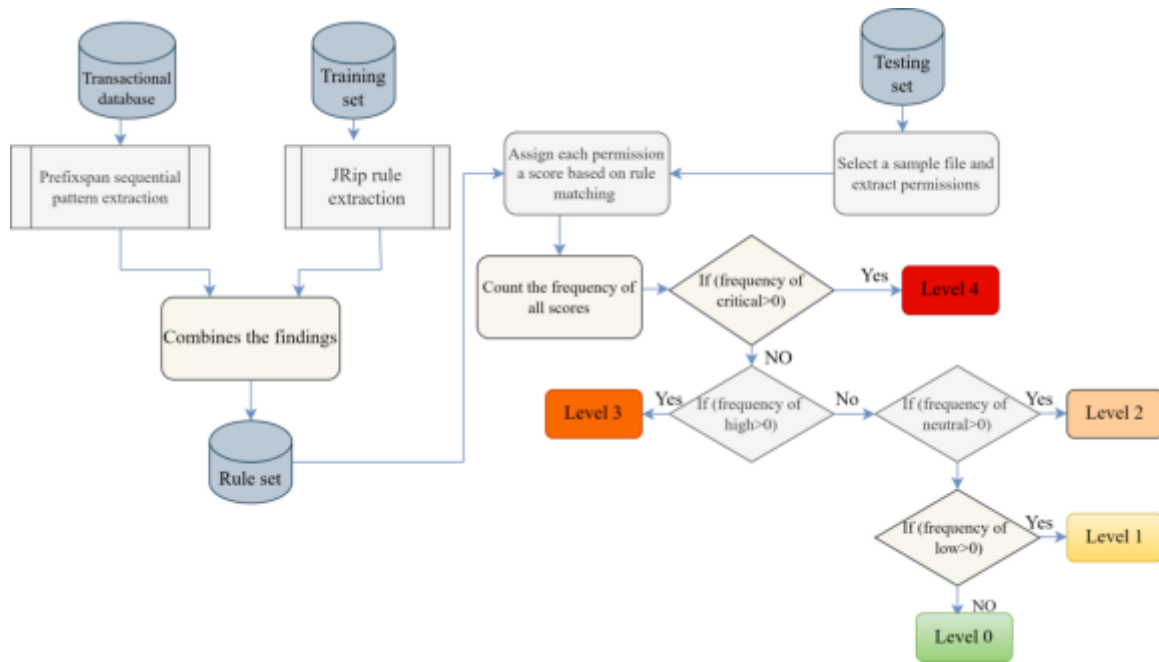 Transactional
database
Training
set
Testing
set
Prefixspan sequential
pattern extraction
JRip rule
extraction
Assign each permission
a score based on rule
matching
Select a sample file and
extract permissions
Combines the findings
Rule set
Count the frequency of
all scores
If (frequency of
critical>0)
Yes
Level 4
NO
Level 3
Yes
If (frequency of
high>0)
No
If (frequency of
neutral>0)
Yes
Level 2
If (frequency of
low>0)
Yes
Level 1
NO
Level 0